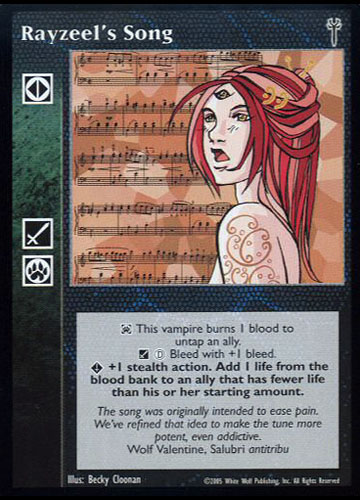 Rayzeel's Song
This vampire burns 1 blood to
untap an ally.
Bleed with +1 bleed.
+1 stealth action. Add 1 life from the
blood bank to an ally that has fewer life
than his or her starting amount.
The song was originally intended to ease pain.
We've refined that idea to make the tune more
potent, even addictive.
Wolf Valentine, Salubri antitribu
Illus: Becky Cloonan
©2005 White Wolf Publishing, Inc. All Rights Reserved